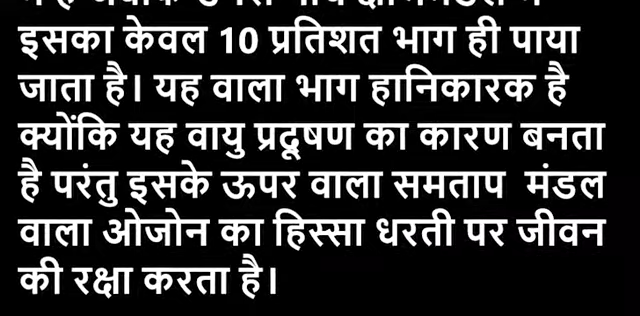 इसका केवल 10 प्रतिशत भाग ही पाया
जाता है। यह वाला भाग हानिकारक है
क्योंकि यह वायु प्रदूषण का कारण बनता
है परंतु इसके ऊपर वाला समताप मंडल
वाला ओजोन का हिस्सा धरती पर जीवन
की रक्षा करता है।